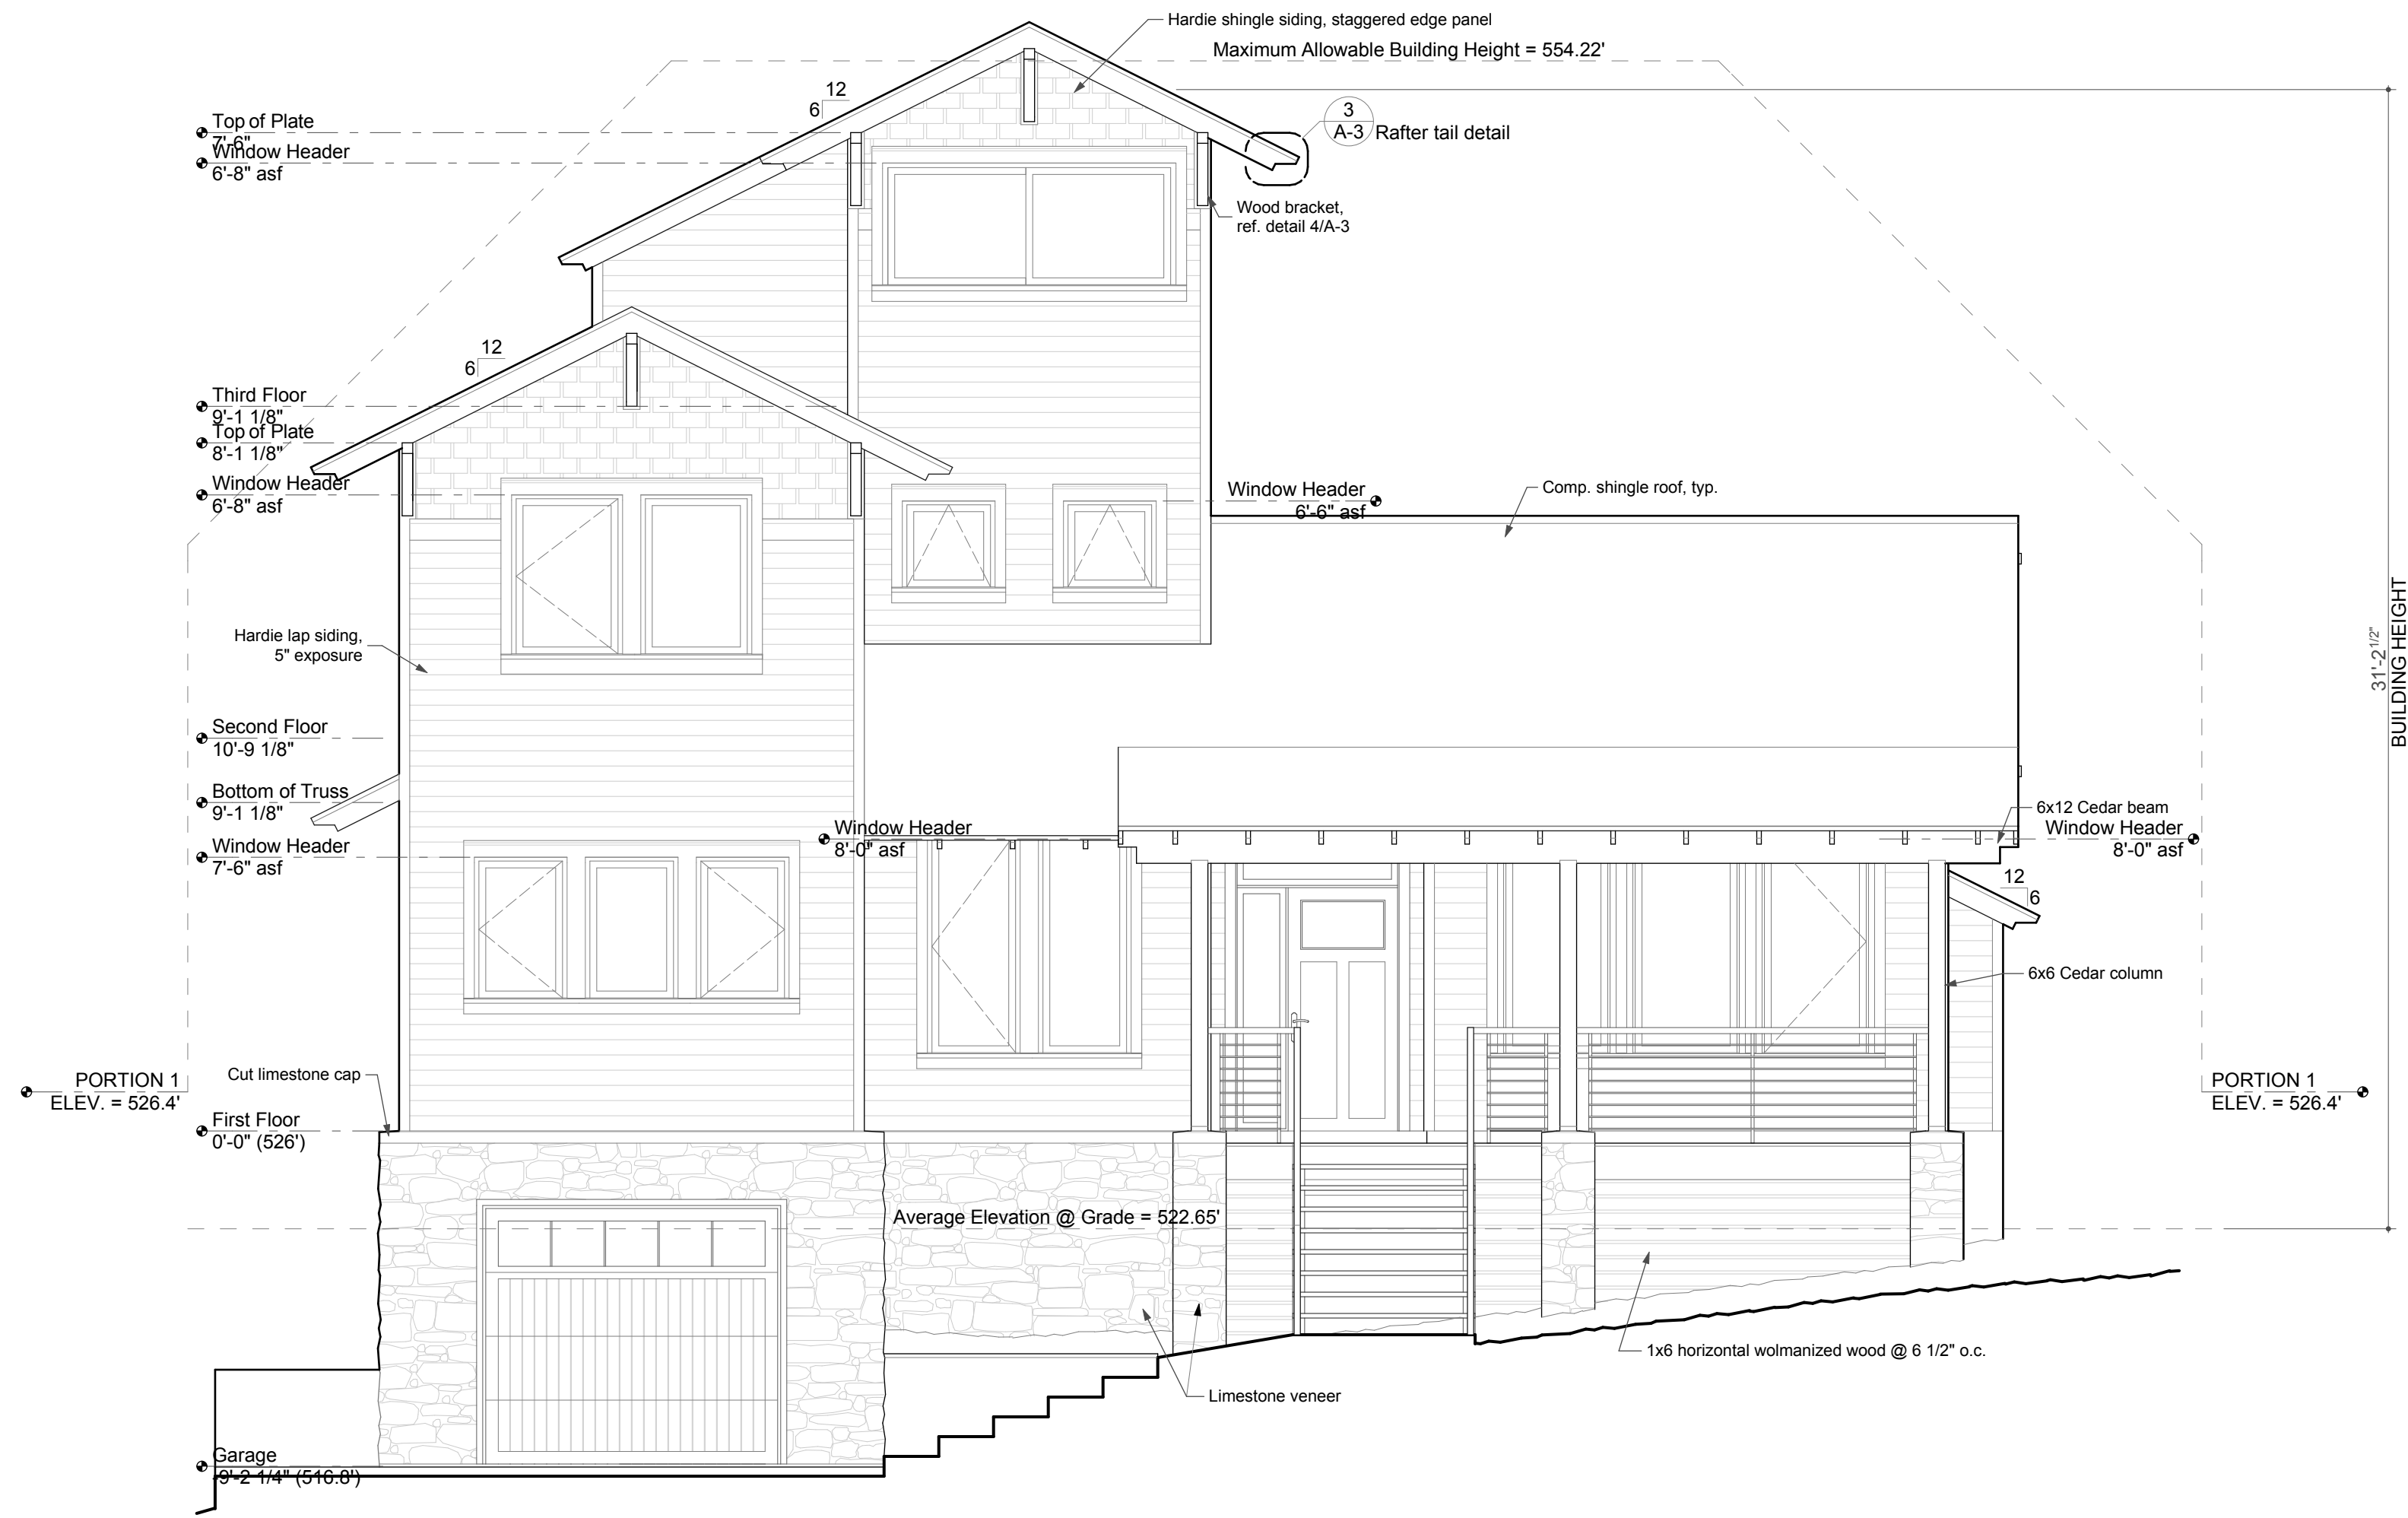 Hardie shingle siding, staggered edge panel
Maximum Allowable Building Height = 554.22'
12
6
3
A-3
Rafter tail detail
Top of Plate
7'-6"
Window Header
6'-8" asf
Wood bracket,
ref. detail 4/A-3
12
6
Third Floor
9'-1 1/8"
Top of Plate
8'-1 1/8"
Window Header
6'-8" asf
Window Header
6'-6" asf
Comp. shingle roof, typ.
31'-2 1/2"
BUILDING HEIGHT
Hardie lap siding,
5" exposure
Second Floor
10'-9 1/8"
Bottom of Truss
9'-1 1/8"
Window Header
7'-6" asf
Window Header
8'-0" asf
6x12 Cedar beam
Window Header
8'-0" asf
12
6
6x6 Cedar column
Cut limestone cap
PORTION 1
ELEV. = 526.4'
PORTION 1
ELEV. = 526.4'
First Floor
0'-0" (526')
Average Elevation @ Grade = 522.65'
1x6 horizontal wolmanized wood @ 6 1/2" o.c.
Limestone veneer
Garage
-9'-2 1/4" (516.8')